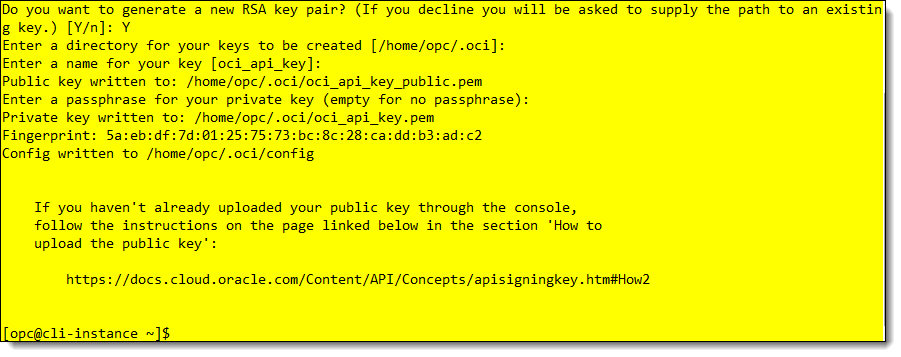 Do you want to generate a new RSA key pair? (If you decline you will be asked to supply the path to an existin
g key.) [Y/n]: Y
Enter a directory for your keys to be created [/home/opc/.oci]:
Enter a name for your key [oci_api_key]:
Public key written to: /home/opc/.oci/oci_api_key_public.pem
Enter a passphrase for your private key (empty for no passphrase):
Private key written to: /home/opc/.oci/oci_api_key.pem
Fingerprint: 5a:eb:df:7d:01:25:75:73:bc:8c:28:ca:dd:b3:ad:c2
Config written to /home/opc/.oci/config
If you haven't already uploaded your public key through the console,
follow the instructions on the page linked below in the section 'How to
upload the public key':
https://docs.cloud.oracle.com/Content/API/Concepts/apisigningkey.htm#How2
[opc@cli-instance ~]$